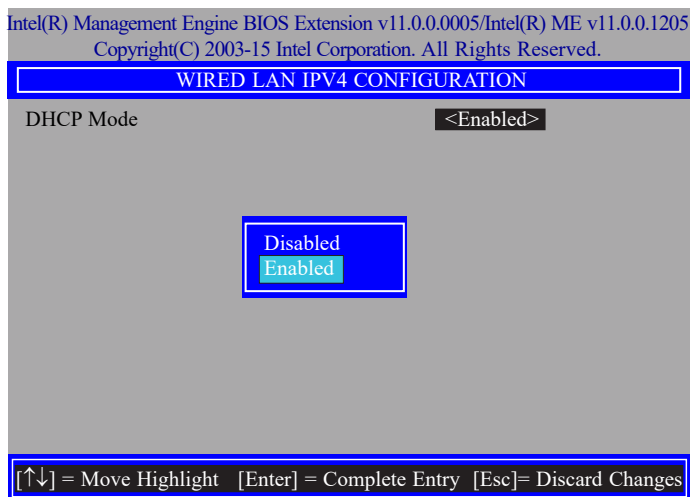 Intel(R) Management Engine BIOS Extension v11.0.0.0005/Intel(R) ME v11.0.0.1205
Copyright(C) 2003-15 Intel Corporation. All Rights Reserved.
WIRED LAN IPV4 CONFIGURATION
DHCP Mode <Enabled>
Disabled
Enabled
[↑↓] = Move Highlight [Enter] = Complete Entry [Esc]= Discard Changes